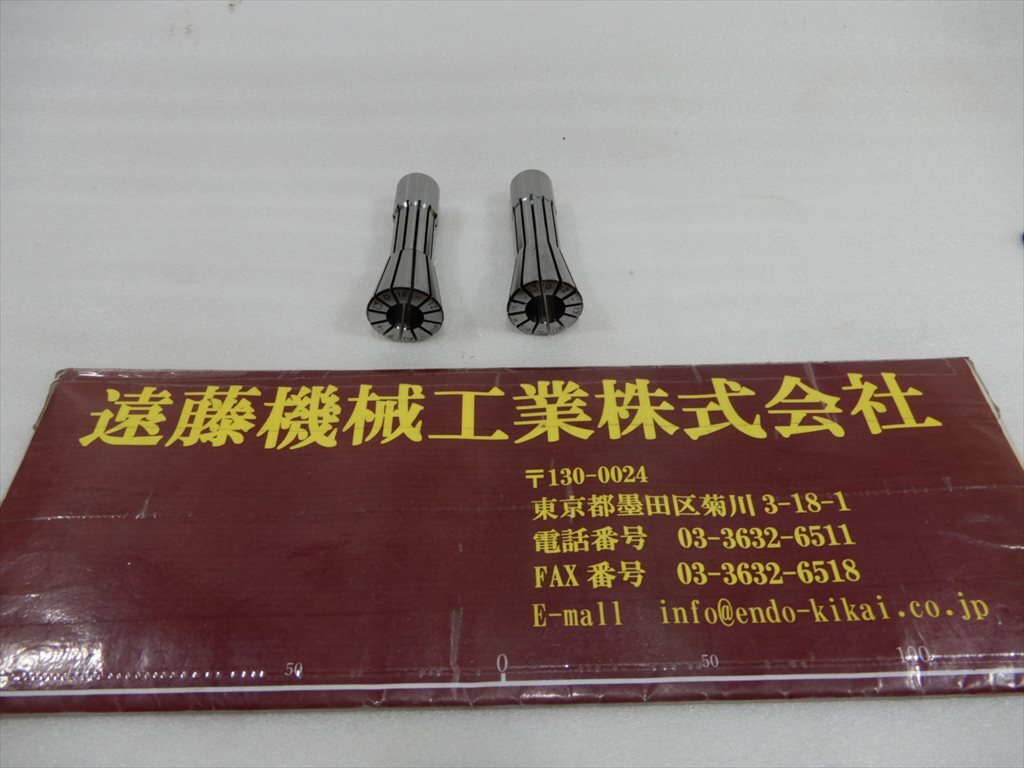 遠藤機械工業株式会社
〒130-0024
東京都墨田区菊川 3-18-1
電話番号 03-3632-6511
FAX 番号 03-3632-6518
E-mall info@endo-kikai.co.jp
50 0 50 100